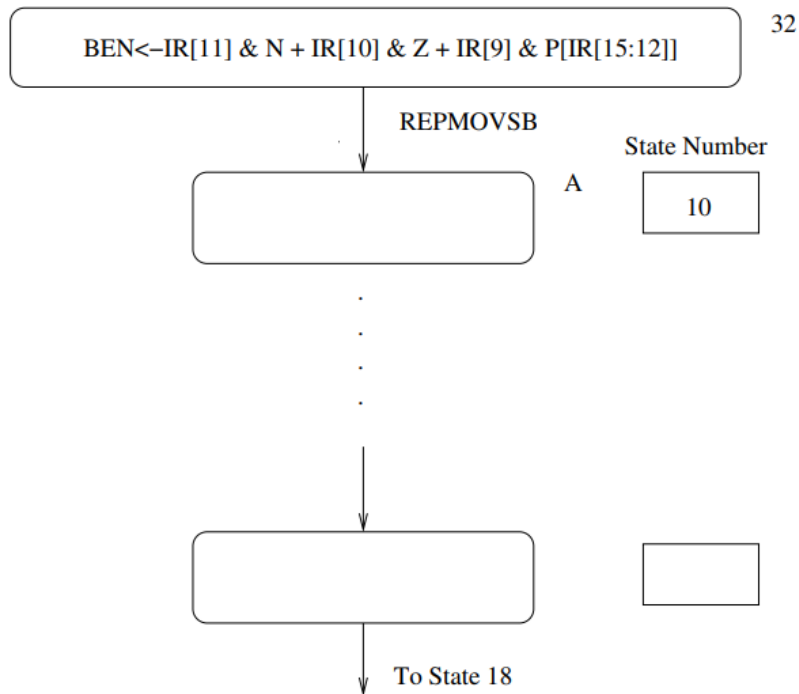 BEN<–IR[11] & N + IR[10] & Z + IR[9] & P[IR[15:12]]
32
REPMOVSB
State Number
A
10
To State 18